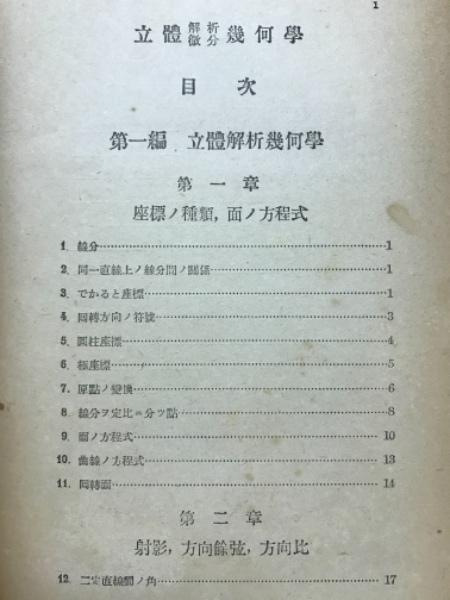 1
立體解析微分幾何學
目次
第一編 立體解析幾何學
第一章
座標ノ種類，面ノ方程式
1. 線分……1
2. 同一直線上ノ線分間ノ關係……1
3. でかると座標……1
4. 回轉方向ノ符號……3
5. 圓柱座標……4
6. 極座標……5
7. 原點ノ變換……6
8. 線分ヲ定比ニ分ツ點……8
9. 面ノ方程式……10
10. 曲線ノ方程式……13
11. 回轉面……14
第二章
射影，方向餘弦，方向比
12. 二定直線間ノ角……17